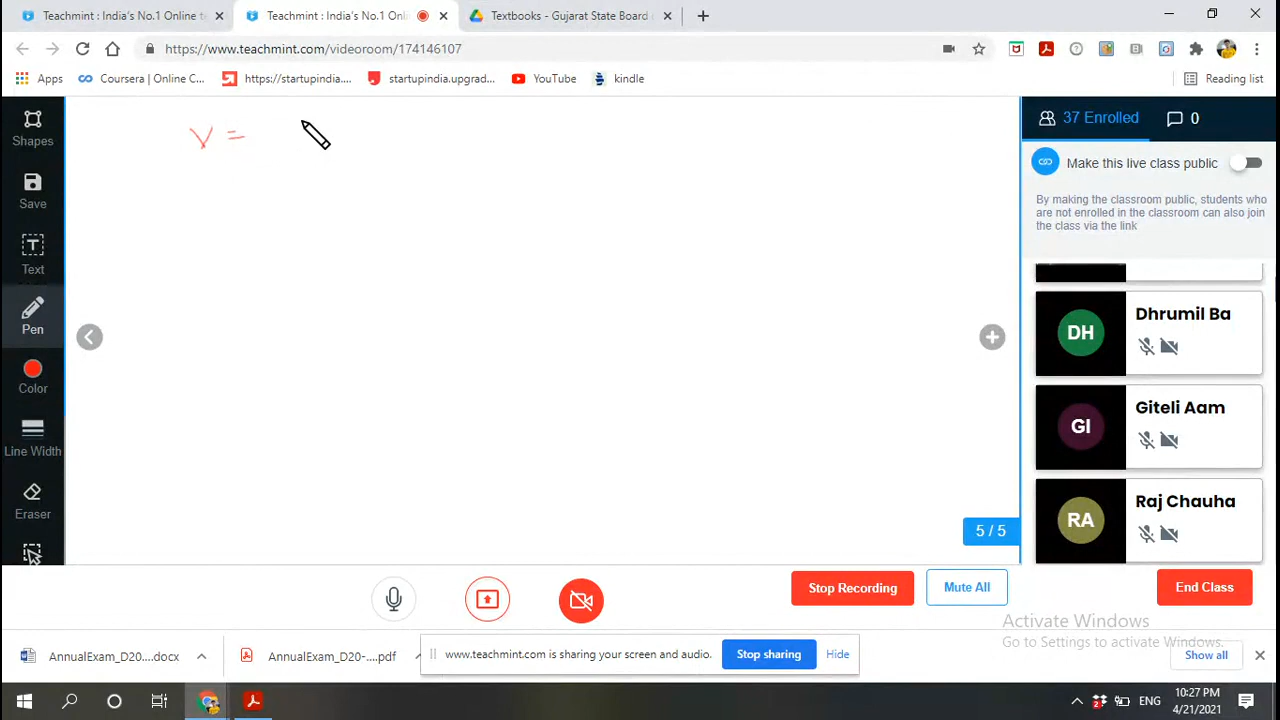 Teachmint: India's No.1 Online te
Teachmint: India's No.1 Onli
Textbooks - Gujarat State Board
https://www.teachmint.com/videoroom/174146107
Apps
Coursera | Online C...
https://startupindia....
startupindia.upgrad...
YouTube
kindle
Reading list
Shapes
Save
Text
Pen
Color
Line Width
Eraser
V =
37 Enrolled
0
Make this live class public
By making the classroom public, students who
are not enrolled in the classroom can also join
the class via the link
DH
Dhrumil Ba
GI
Giteli Aam
RA
Raj Chauha
5 / 5
Stop Recording
Mute All
End Class
Activate Windows
Go to Settings to activate Windows.
AnnualExam_D20....docx
AnnualExam_D20-....pdf
www.teachmint.com is sharing your screen and audio.
Stop sharing
Hide
Show all
2
ENG
10:27 PM
4/21/2021